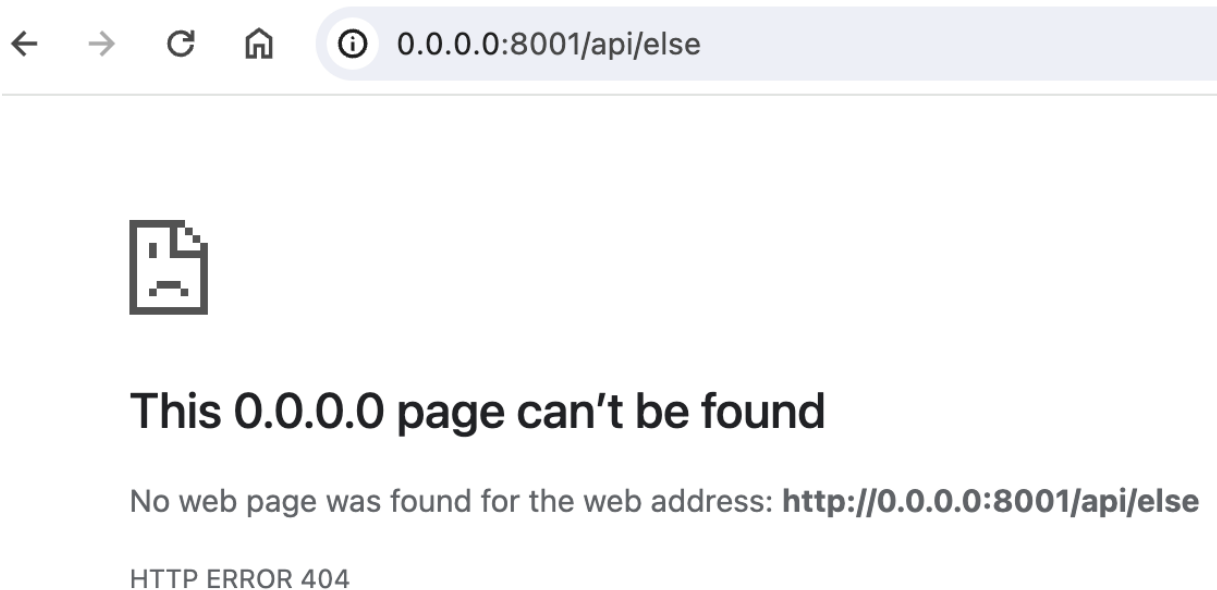 0.0.0.0:8001/api/else
This 0.0.0.0 page can’t be found
No web page was found for the web address: http://0.0.0.0:8001/api/else
HTTP ERROR 404